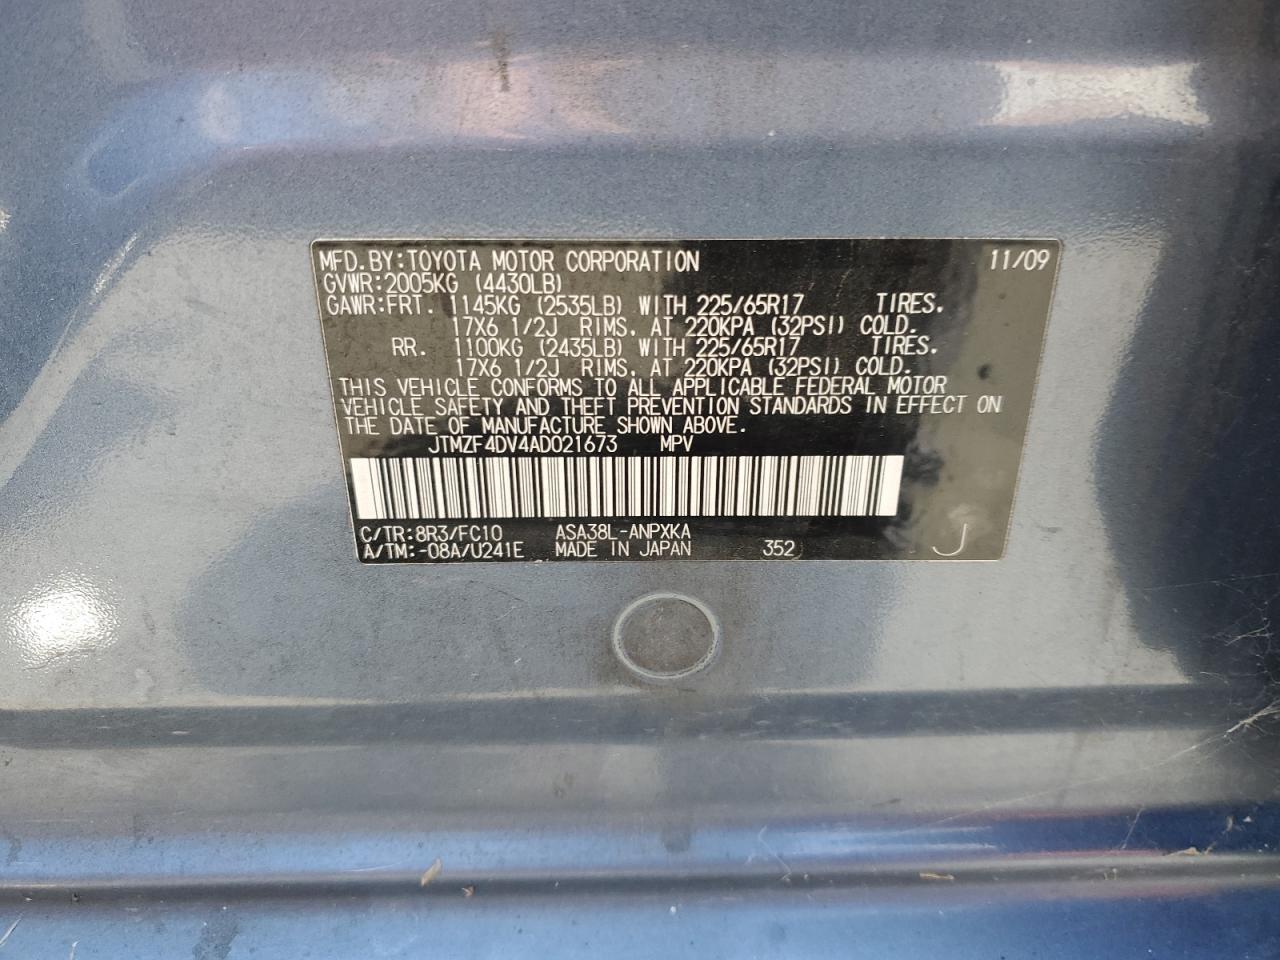 MFD.BY:TOYOTA MOTOR CORPORATION 11/09
GVWR:2005KG (4430LB)
GAWR:FRT. 1145KG (2535LB) WITH 225/65R17 TIRES.
17X6 1/2J RIMS. AT 220KPA (32PSI) COLD.
RR. 1100KG (2435LB) WITH 225/65R17 TIRES.
17X6 1/2J RIMS. AT 220KPA (32PSI) COLD.
THIS VEHICLE CONFORMS TO ALL APPLICABLE FEDERAL MOTOR
VEHICLE SAFETY AND THEFT PREVENTION STANDARDS IN EFFECT ON
THE DATE OF MANUFACTURE SHOWN ABOVE.
JTMZF4DV4AD021673 MPV
C/TR:8R3/FC10 ASA38L-ANPXKA
A/TM:-08A/U241E MADE IN JAPAN 352 J